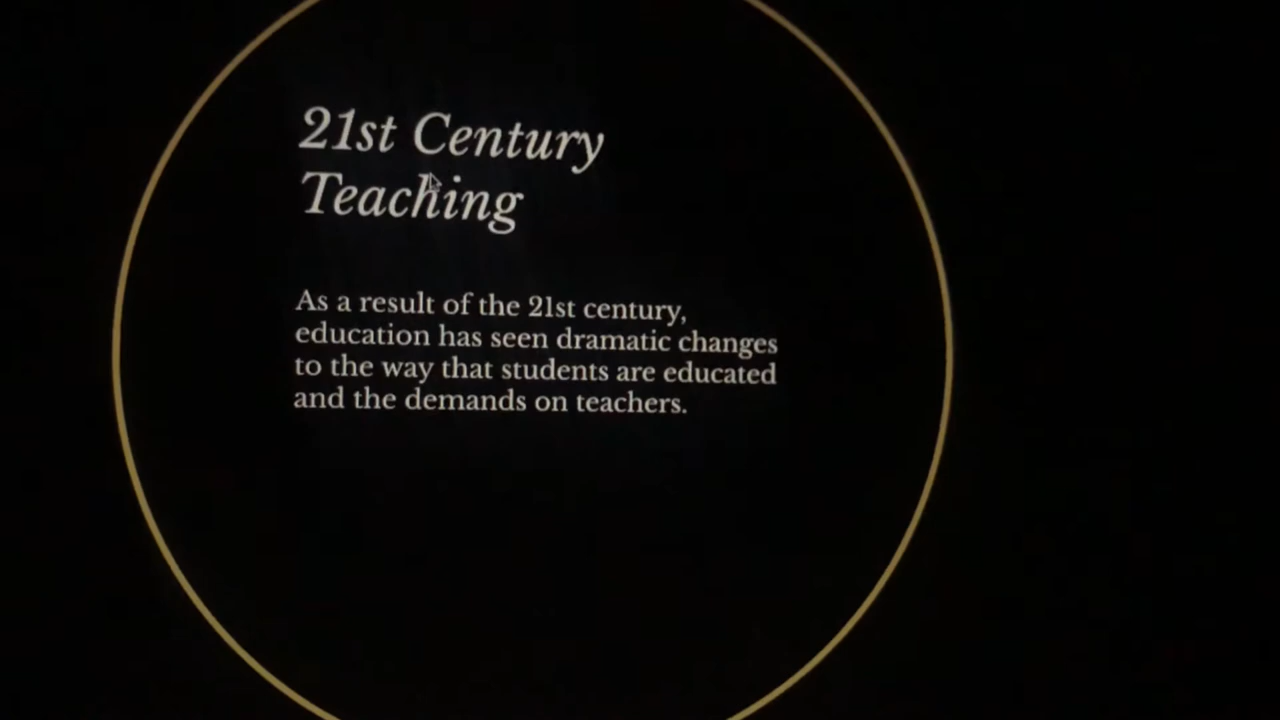 21st Century
Teaching
As a result of the 21st century,
education has seen dramatic changes
to the way that students are educated
and the demands on teachers.